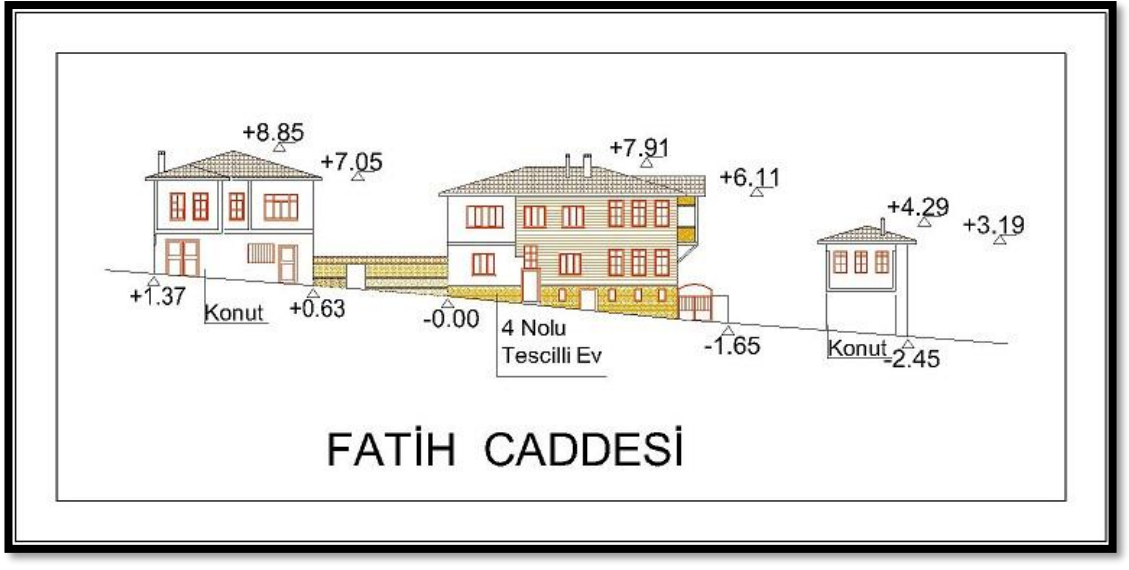 +8.85
+7.05
+7.91
+6.11
+4.29
+3.19
+1.37
Konut
+0.63
-0.00
4 Nolu
Tescilli Ev
-1.65
Konut
-2.45
FATİH CADDESİ